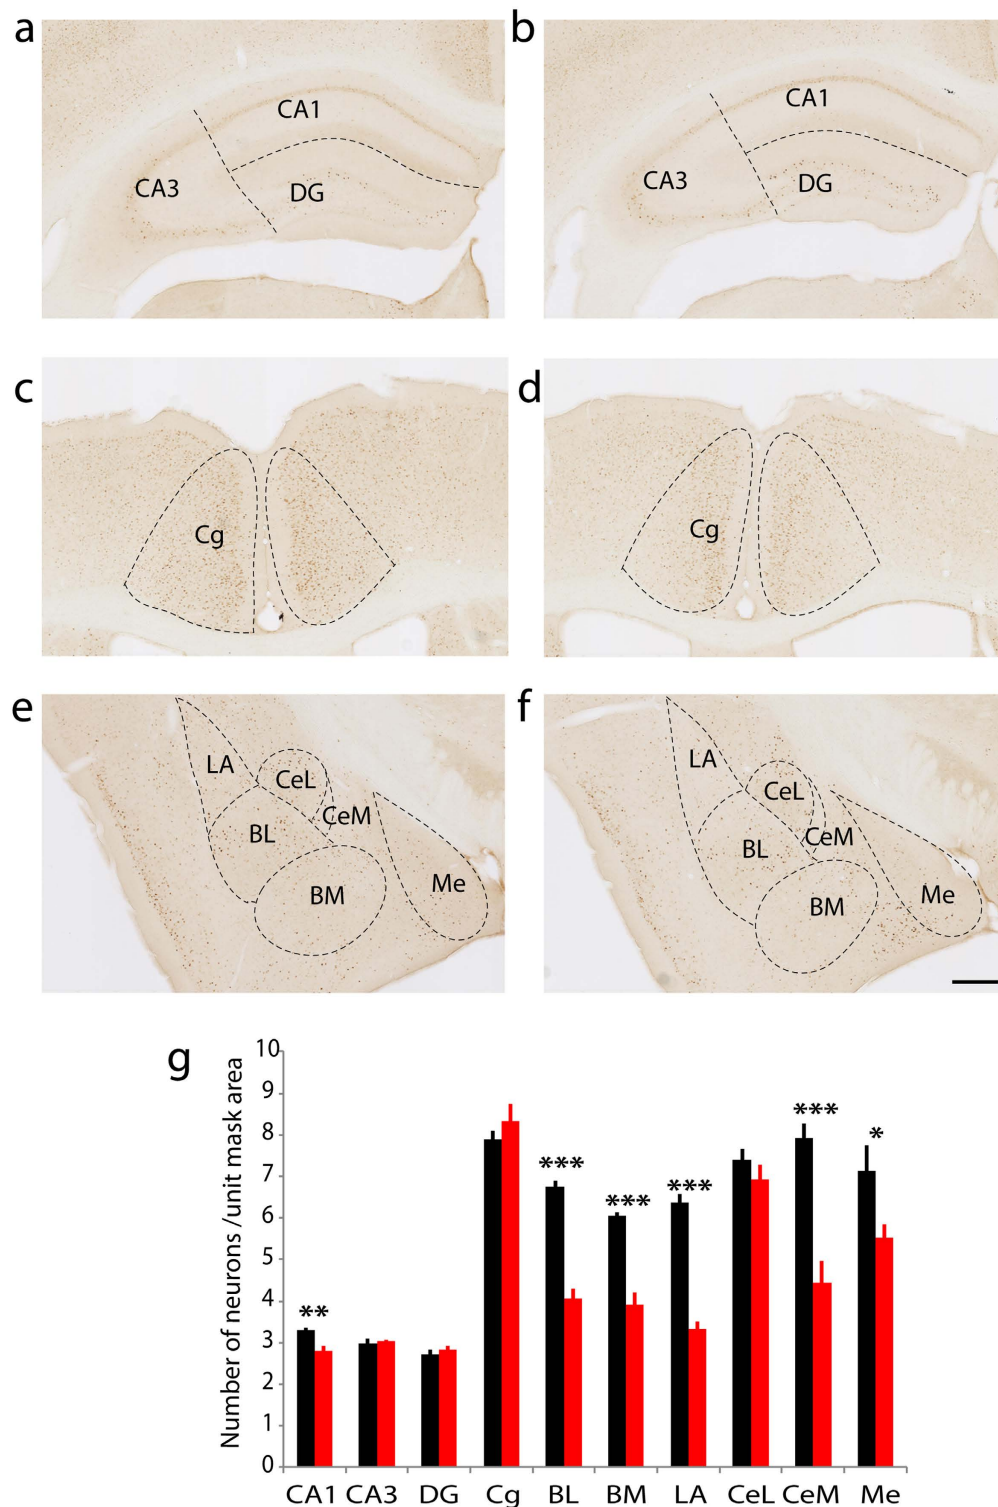 a
b
CA1
CA3
DG
CA1
CA3
DG
c
d
Cg
Cg
e
f
LA
CeL
CeM
BL
BM
Me
LA
CeL
CeM
BL
BM
Me
g
Number of neurons /unit mask area
10
9
8
7
6
5
4
3
2
1
0
**
***
***
***
***
*
CA1 CA3 DG Cg BL BM LA CeL CeM Me